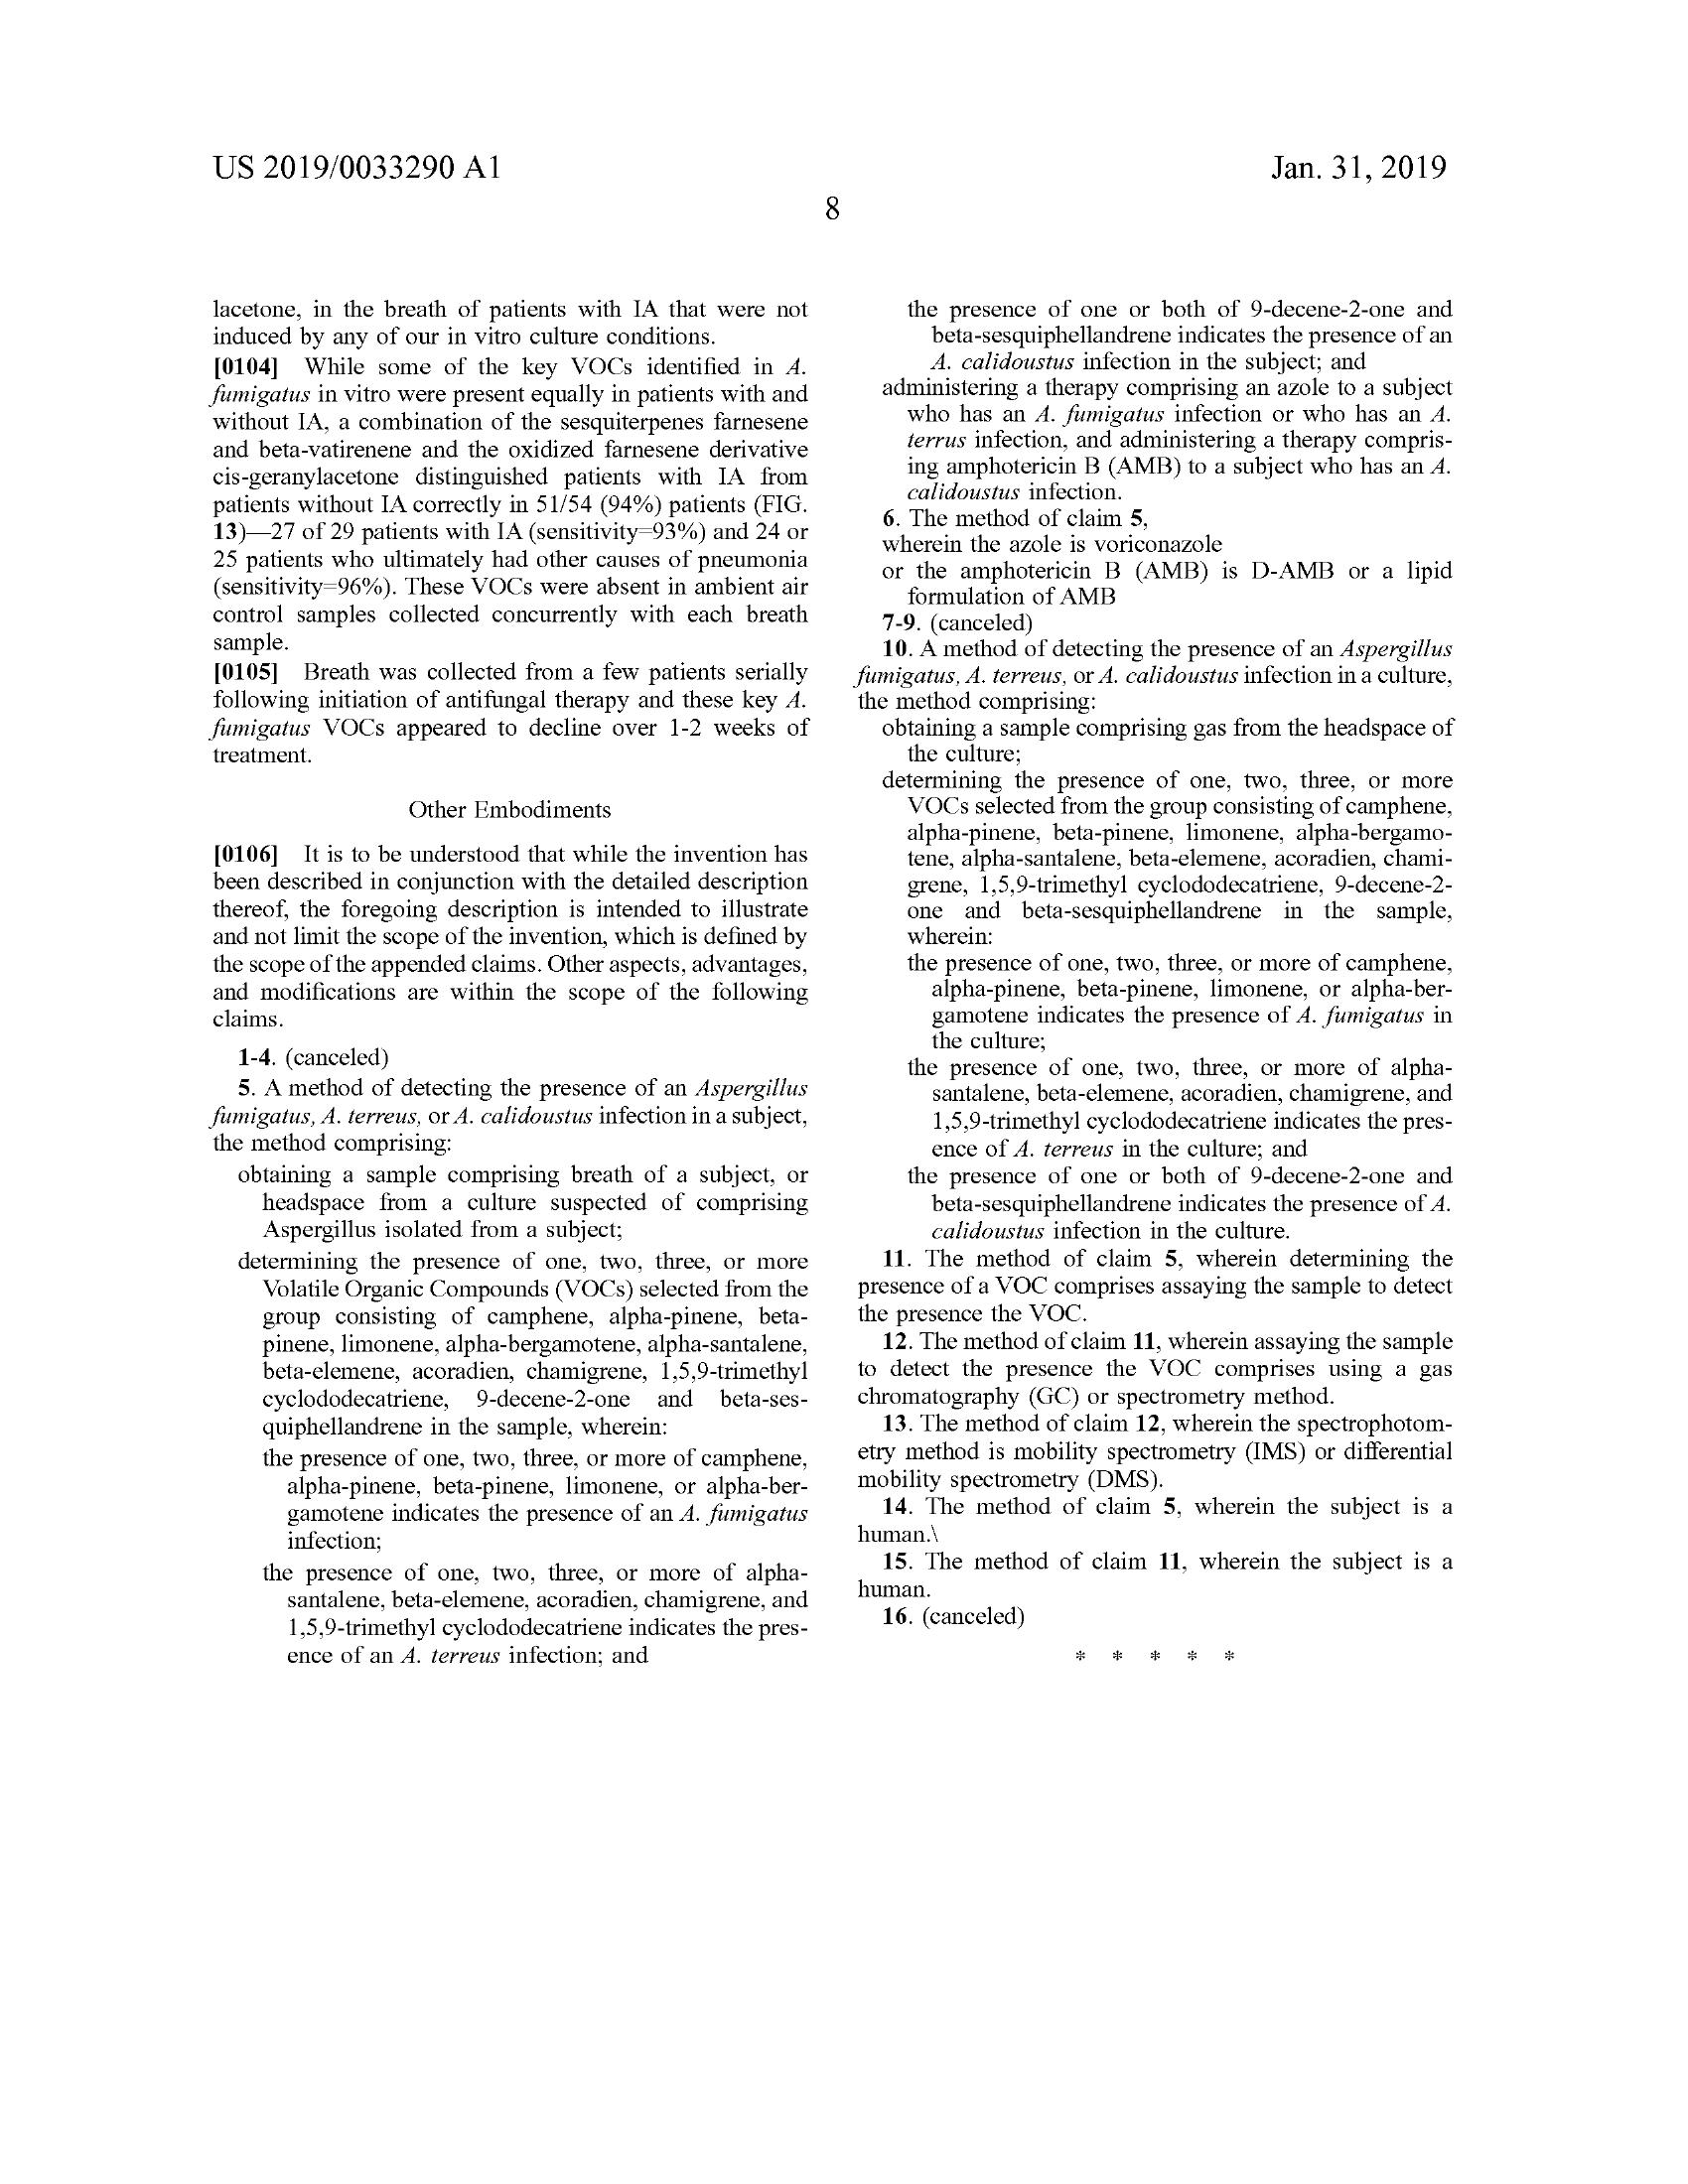 US 2019/0033290 A1
Jan. 31, 2019
8
lacetone, in the breath of patients with IA that were not
induced by any of our in vitro culture conditions.
[0104] While some of the key VOCs identified in A.
fumigatus in vitro were present equally in patients with and
without IA, a combination of the sesquiterpenes farnesene
and beta-vatirenene and the oxidized farnesene derivative
cis-geranylacetone distinguished patients with IA from
patients without IA correctly in 51/54 (94%) patients (FIG.
13)—27 of 29 patients with IA (sensitivity=93%) and 24 or
25 patients who ultimately had other causes of pneumonia
(sensitivity=96%). These VOCs were absent in ambient air
control samples collected concurrently with each breath
sample.
[0105] Breath was collected from a few patients serially
following initiation of antifungal therapy and these key A.
fumigatus VOCs appeared to decline over 1-2 weeks of
treatment.
Other Embodiments
[0106] It is to be understood that while the invention has
been described in conjunction with the detailed description
thereof, the foregoing description is intended to illustrate
and not limit the scope of the invention, which is defined by
the scope of the appended claims. Other aspects, advantages,
and modifications are within the scope of the following
claims.
1-4. (canceled)
5. A method of detecting the presence of an Aspergillus
fumigatus, A. terreus, or A. calidoustus infection in a subject,
the method comprising:
obtaining a sample comprising breath of a subject, or
headspace from a culture suspected of comprising
Aspergillus isolated from a subject;
determining the presence of one, two, three, or more
Volatile Organic Compounds (VOCs) selected from the
group consisting of camphene, alpha-pinene, beta-
pinene, limonene, alpha-bergamotene, alpha-santalene,
beta-elemene, acoradien, chamigrene, 1,5,9-trimethyl
cyclododecatriene, 9-decene-2-one and beta-ses-
quiphellandrene in the sample, wherein:
the presence of one, two, three, or more of camphene,
alpha-pinene, beta-pinene, limonene, or alpha-ber-
gamotene indicates the presence of an A. fumigatus
infection;
the presence of one, two, three, or more of alpha-
santalene, beta-elemene, acoradien, chamigrene, and
1,5,9-trimethyl cyclododecatriene indicates the pres-
ence of an A. terreus infection; and
the presence of one or both of 9-decene-2-one and
beta-sesquiphellandrene indicates the presence of an
A. calidoustus infection in the subject; and
administering a therapy comprising an azole to a subject
who has an A. fumigatus infection or who has an A.
terrus infection, and administering a therapy compris-
ing amphotericin B (AMB) to a subject who has an A.
calidoustus infection.
6. The method of claim 5,
wherein the azole is voriconazole
or the amphotericin B (AMB) is D-AMB or a lipid
formulation of AMB
7-9. (canceled)
10. A method of detecting the presence of an Aspergillus
fumigatus, A. terreus, or A. calidoustus infection in a culture,
the method comprising:
obtaining a sample comprising gas from the headspace of
the culture;
determining the presence of one, two, three, or more
VOCs selected from the group consisting of camphene,
alpha-pinene, beta-pinene, limonene, alpha-bergamo-
tene, alpha-santalene, beta-elemene, acoradien, chami-
grene, 1,5,9-trimethyl cyclododecatriene, 9-decene-2-
one and beta-sesquiphellandrene in the sample,
wherein:
the presence of one, two, three, or more of camphene,
alpha-pinene, beta-pinene, limonene, or alpha-ber-
gamotene indicates the presence of A. fumigatus in
the culture;
the presence of one, two, three, or more of alpha-
santalene, beta-elemene, acoradien, chamigrene, and
1,5,9-trimethyl cyclododecatriene indicates the pres-
ence of A. terreus in the culture; and
the presence of one or both of 9-decene-2-one and
beta-sesquiphellandrene indicates the presence of A.
calidoustus infection in the culture.
11. The method of claim 5, wherein determining the
presence of a VOC comprises assaying the sample to detect
the presence the VOC.
12. The method of claim 11, wherein assaying the sample
to detect the presence the VOC comprises using a gas
chromatography (GC) or spectrometry method.
13. The method of claim 12, wherein the spectrophotom-
etry method is mobility spectrometry (IMS) or differential
mobility spectrometry (DMS).
14. The method of claim 5, wherein the subject is a
human.\
15. The method of claim 11, wherein the subject is a
human.
16. (canceled)
* * * * *